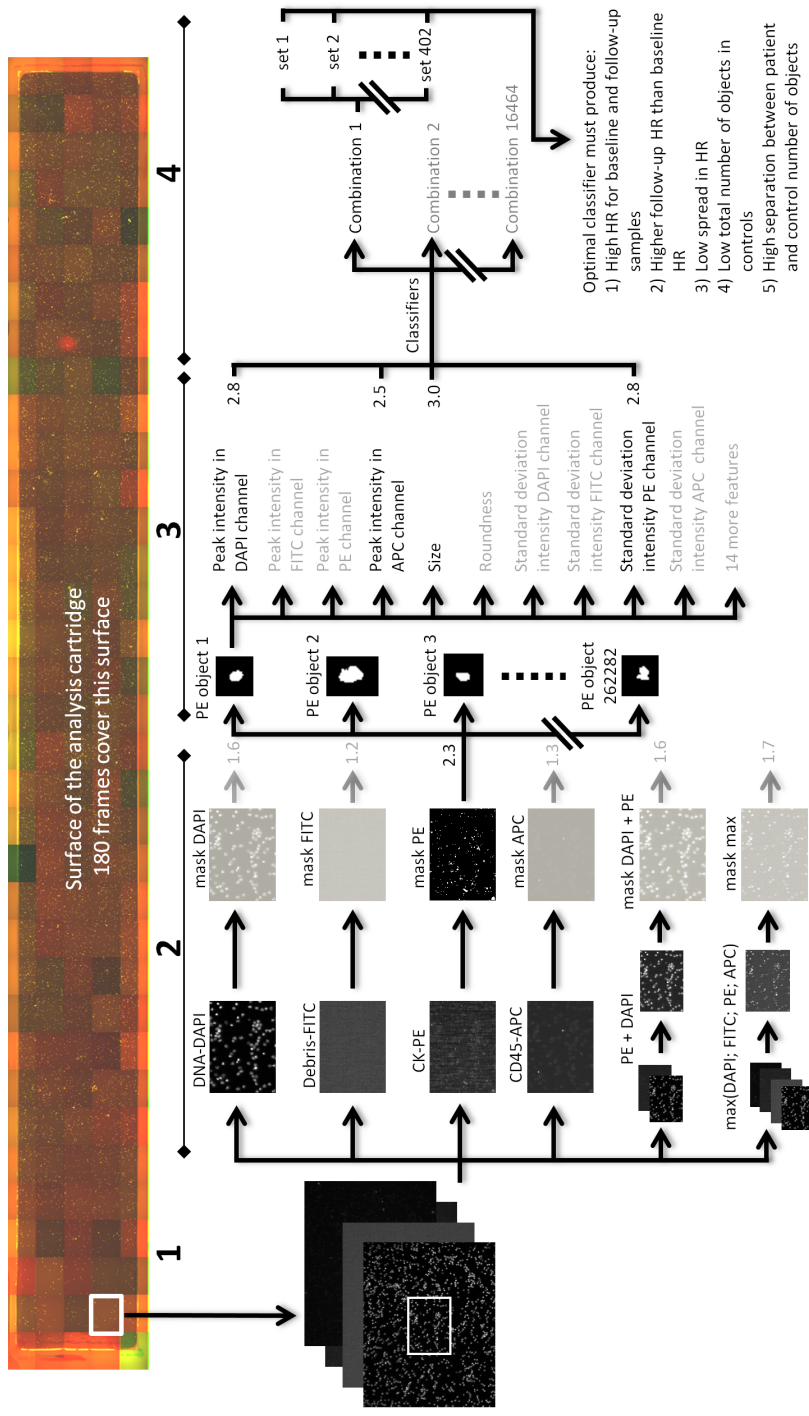 Surface of the analysis cartridge
180 frames cover this surface
1
2
3
4
DNA-DAPI
mask DAPI
1.6
Debris-FITC
mask FITC
1.2
CK-PE
mask PE
2.3
CD45-APC
mask APC
1.3
PE + DAPI
mask DAPI + PE
1.6
max(DAPI; FITC; PE; APC)
mask max
1.7
PE object 1
PE object 2
PE object 3
PE object
262282
Peak intensity in
DAPI channel
Peak intensity in
FITC channel
Peak intensity in
PE channel
Peak intensity in
APC channel
Size
Roundness
Standard deviation
intensity DAPI channel
Standard deviation
intensity FITC channel
Standard deviation
intensity PE channel
Standard deviation
intensity APC channel
14 more features
2.8
2.5
3.0
2.8
Classifiers
Combination 1
Combination 2
Combination 16464
set 1
set 2
set 402
Optimal classifier must produce:
1) High HR for baseline and follow-up
samples
2) Higher follow-up HR than baseline
HR
3) Low spread in HR
4) Low total number of objects in
controls
5) High separation between patient
and control number of objects